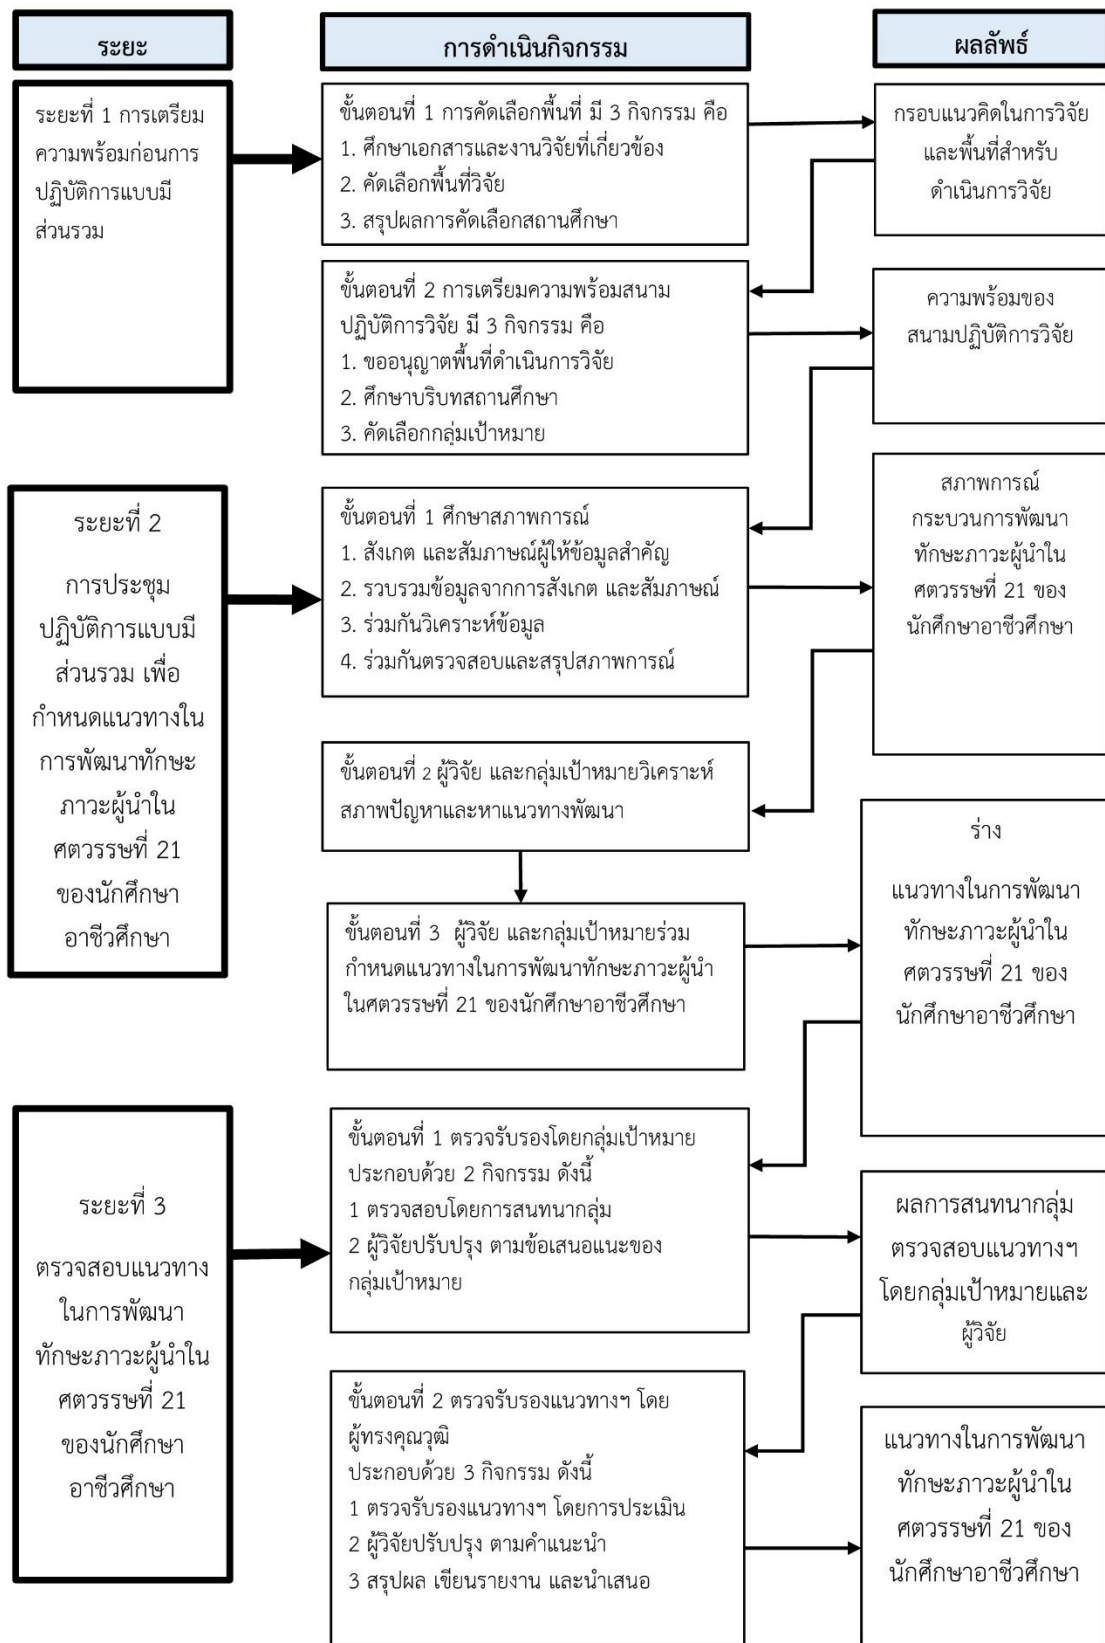 ระยะ
การดำเนินกิจกรรม
ผลลัพธ์
ระยะที่ 1 การเตรียม
ความพร้อมก่อนการ
ปฏิบัติการแบบมี
ส่วนรวม
ขั้นตอนที่ 1 การคัดเลือกพื้นที่ มี 3 กิจกรรม คือ
1. ศึกษาเอกสารและงานวิจัยที่เกี่ยวข้อง
2. คัดเลือกพื้นที่วิจัย
3. สรุปผลการคัดเลือกสถานศึกษา
กรอบแนวคิดในการวิจัย
และพื้นที่สำหรับ
ดำเนินการวิจัย
ขั้นตอนที่ 2 การเตรียมความพร้อมสนาม
ปฏิบัติการวิจัย มี 3 กิจกรรม คือ
1. ขออนุญาตพื้นที่ดำเนินการวิจัย
2. ศึกษาบริบทสถานศึกษา
3. คัดเลือกกลุ่มเป้าหมาย
ความพร้อมของ
สนามปฏิบัติการวิจัย
ระยะที่ 2
การประชุม
ปฏิบัติการแบบมี
ส่วนรวม เพื่อ
กำหนดแนวทางใน
การพัฒนาทักษะ
ภาวะผู้นำใน
ศตวรรษที่ 21
ของนักศึกษา
อาชีวศึกษา
ขั้นตอนที่ 1 ศึกษาสภาพการณ์
1. สังเกต และสัมภาษณ์ผู้ให้ข้อมูลสำคัญ
2. รวบรวมข้อมูลจากการสังเกต และสัมภาษณ์
3. ร่วมกันวิเคราะห์ข้อมูล
4. ร่วมกันตรวจสอบและสรุปสภาพการณ์
สภาพการณ์
กระบวนการพัฒนา
ทักษะภาวะผู้นำใน
ศตวรรษที่ 21 ของ
นักศึกษาอาชีวศึกษา
ขั้นตอนที่ 2 ผู้วิจัย และกลุ่มเป้าหมายวิเคราะห์
สภาพปัญหาและหาแนวทางพัฒนา
ขั้นตอนที่ 3 ผู้วิจัย และกลุ่มเป้าหมายร่วม
กำหนดแนวทางในการพัฒนาทักษะภาวะผู้นำ
ในศตวรรษที่ 21 ของนักศึกษาอาชีวศึกษา
ร่าง
แนวทางในการพัฒนา
ทักษะภาวะผู้นำใน
ศตวรรษที่ 21 ของ
นักศึกษาอาชีวศึกษา
ระยะที่ 3
ตรวจสอบแนวทาง
ในการพัฒนา
ทักษะภาวะผู้นำใน
ศตวรรษที่ 21
ของนักศึกษา
อาชีวศึกษา
ขั้นตอนที่ 1 ตรวจรับรองโดยกลุ่มเป้าหมาย
ประกอบด้วย 2 กิจกรรม ดังนี้
1 ตรวจสอบโดยการสนทนากลุ่ม
2 ผู้วิจัยปรับปรุง ตามข้อเสนอแนะของ
กลุ่มเป้าหมาย
ผลการสนทนากลุ่ม
ตรวจสอบแนวทางฯ
โดยกลุ่มเป้าหมายและ
ผู้วิจัย
ขั้นตอนที่ 2 ตรวจรับรองแนวทางฯ โดย
ผู้ทรงคุณวุฒิ
ประกอบด้วย 3 กิจกรรม ดังนี้
1 ตรวจรับรองแนวทางฯ โดยการประเมิน
2 ผู้วิจัยปรับปรุง ตามคำแนะนำ
3 สรุปผล เขียนรายงาน และนำเสนอ
แนวทางในการพัฒนา
ทักษะภาวะผู้นำใน
ศตวรรษที่ 21 ของ
นักศึกษาอาชีวศึกษา